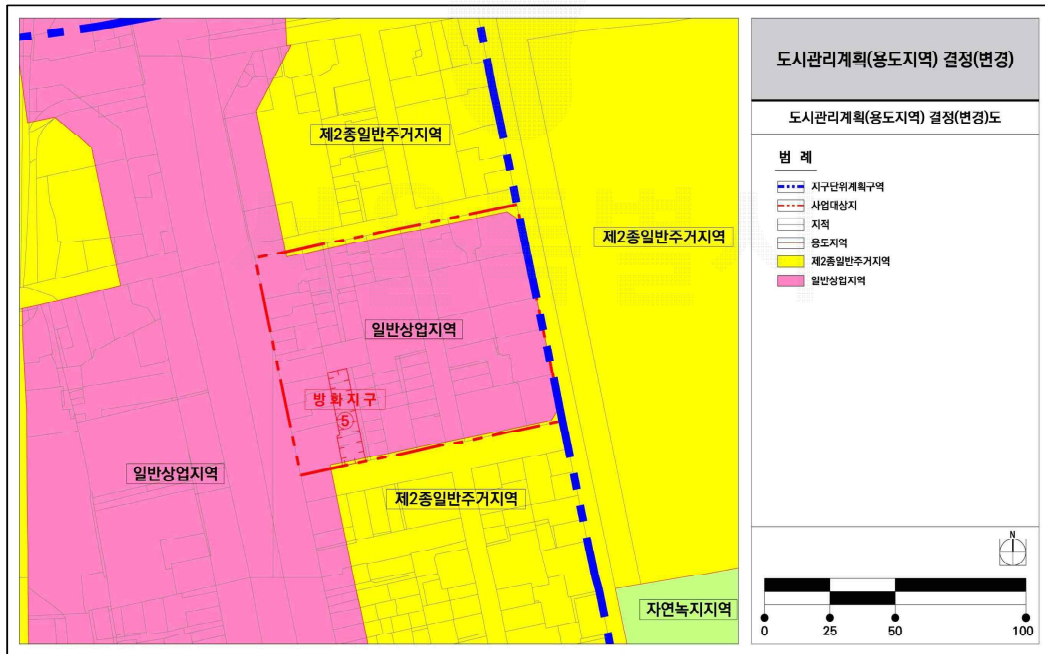 제2종일반주거지역
제2종일반주거지역
일반상업지역
방화지구
5
일반상업지역
제2종일반주거지역
자연녹지지역
도시관리계획(용도지역) 결정(변경)
도시관리계획(용도지역) 결정(변경)도
범 례
지구단위계획구역
사업대상지
지적
용도지역
제2종일반주거지역
일반상업지역
N
0 25 50 100